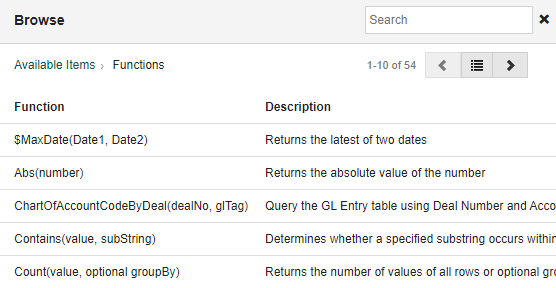 Browse
Search
Available Items › Functions
1-10 of 54
Function Description
$MaxDate(Date1, Date2) Returns the latest of two dates
Abs(number) Returns the absolute value of the number
ChartOfAccountCodeByDeal(dealNo, glTag) Query the GL Entry table using Deal Number and Acco
Contains(value, subString) Determines whether a specified substring occurs within
Count(value, optional groupBy) Returns the number of values of all rows or optional gro